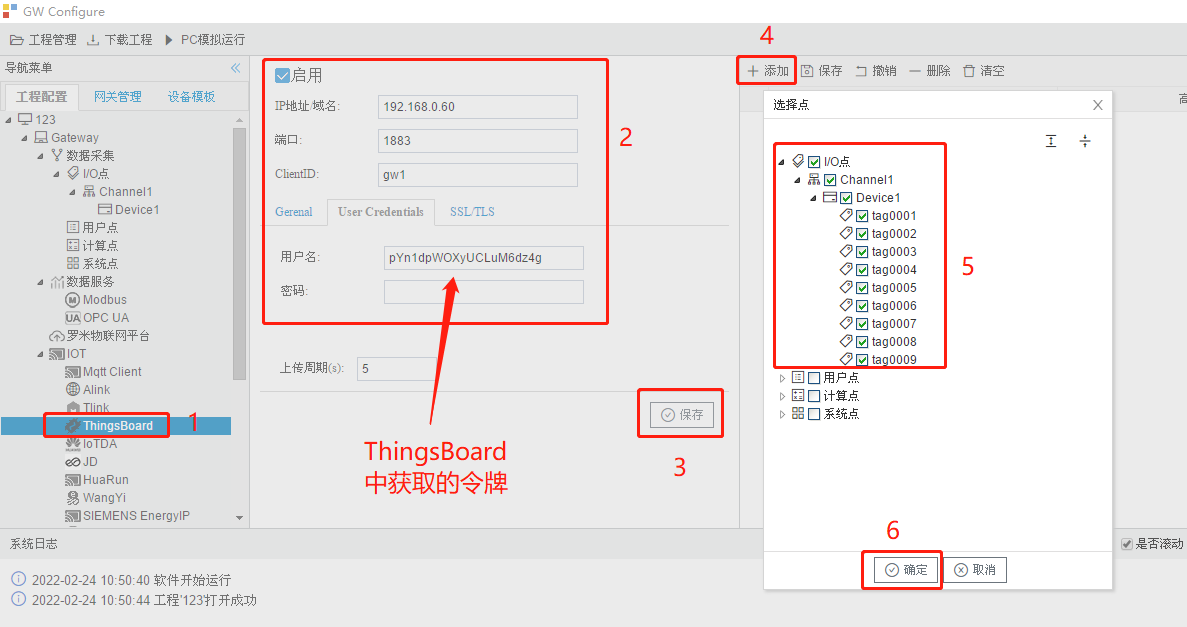 GW Configure
工程管理 下载工程 PC模拟运行
导航菜单
工程配置 网关管理 设备模板
123
Gateway
数据采集
I/O点
Channel1
Device1
用户点
计算点
系统点
数据服务
Modbus
OPC UA
罗米物联网平台
IOT
Mqtt Client
Alink
Tlink
ThingsBoard
1
IoTDA
JD
HuaRun
WangYi
SIEMENS EnergyIP
启用
IP地址/域名: 192.168.0.60
端口: 1883
ClientID: gw1
2
Gerenal User Credentials SSL/TLS
用户名: pYn1dpWOXyUCLuM6dz4g
密码:
上传周期(s): 5
保存
3
ThingsBoard
中获取的令牌
4
添加 保存 撤销 删除 清空
高
选择点
I/O点
Channel1
Device1
tag0001
tag0002
tag0003
tag0004
tag0005
tag0006
tag0007
tag0008
tag0009
5
用户点
计算点
系统点
6
确定 取消
系统日志
是否滚动
2022-02-24 10:50:40 软件开始运行
2022-02-24 10:50:44 工程'123'打开成功